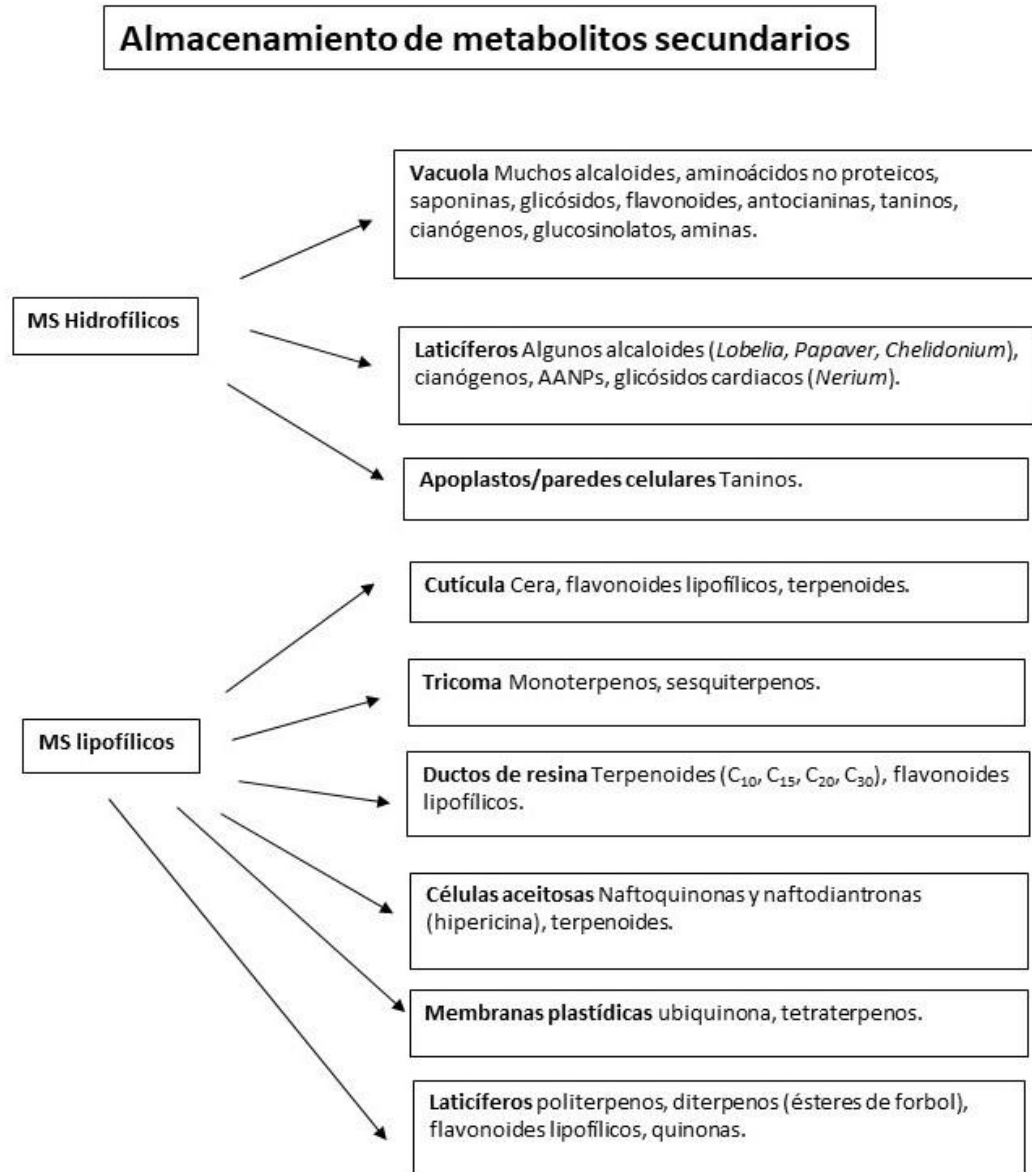 Almacenamiento de metabolitos secundarios
Vacuola Muchos alcaloides, aminoácidos no proteicos,
saponinas, glicósidos, flavonoides, antocianinas, taninos,
cianógenos, glucosinolatos, aminas.
MS Hidrofílicos
Laticíferos Algunos alcaloides (Lobelia, Papaver, Chelidonium),
cianógenos, AANPs, glicósidos cardiacos (Nerium).
Apoplastos/paredes celulares Taninos.
Cutícula Cera, flavonoides lipofílicos, terpenoides.
Tricoma Monoterpenos, sesquiterpenos.
MS lipofílicos
Ductos de resina Terpenoides (C₁₀, C₁₅, C₂₀, C₃₀), flavonoides
lipofílicos.
Células aceitosas Naftoquinonas y naftodiantronas
(hipericina), terpenoides.
Membranas plastídicas ubiquinona, tetraterpenos.
Laticíferos politerpenos, diterpenos (ésteres de forbol),
flavonoides lipofílicos, quinonas.